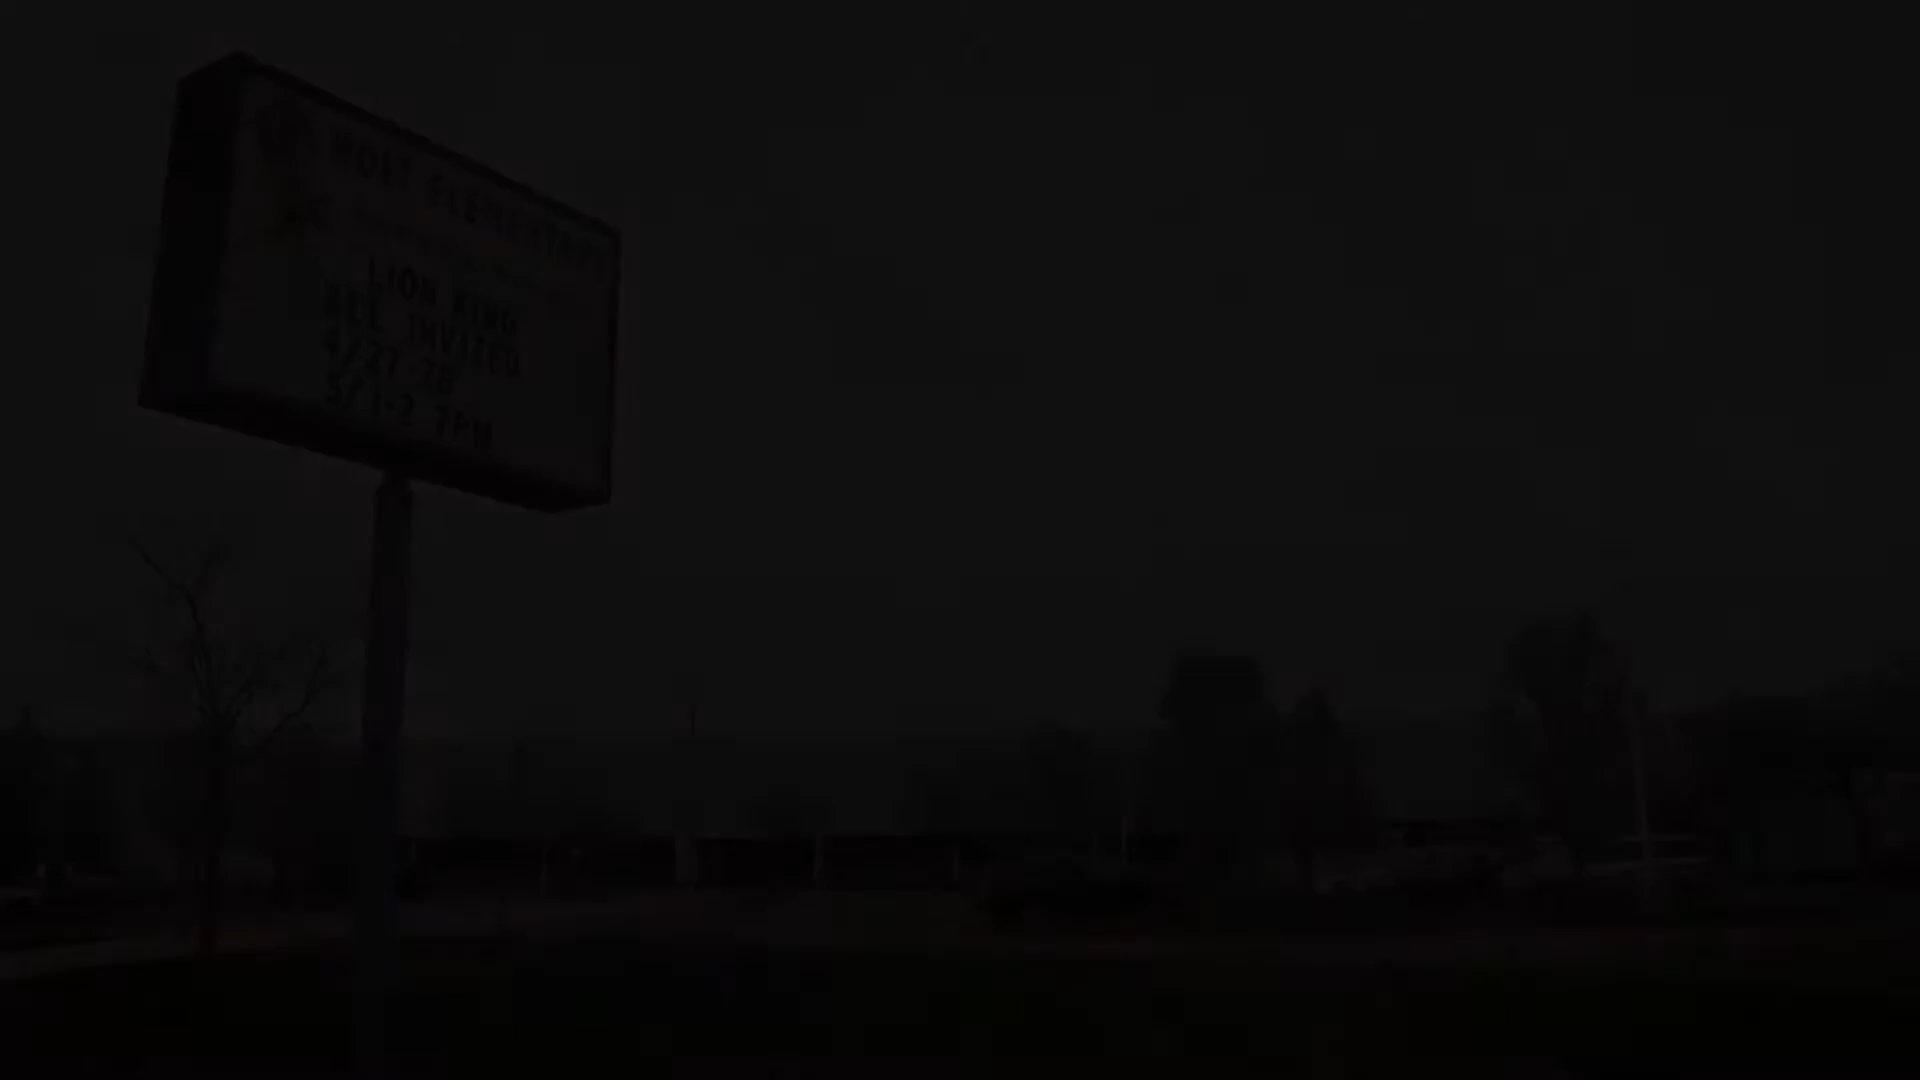 HOLT ELEMENTARY
LION KING
ALL INVITED
4/27-28
5/1-2 7PM